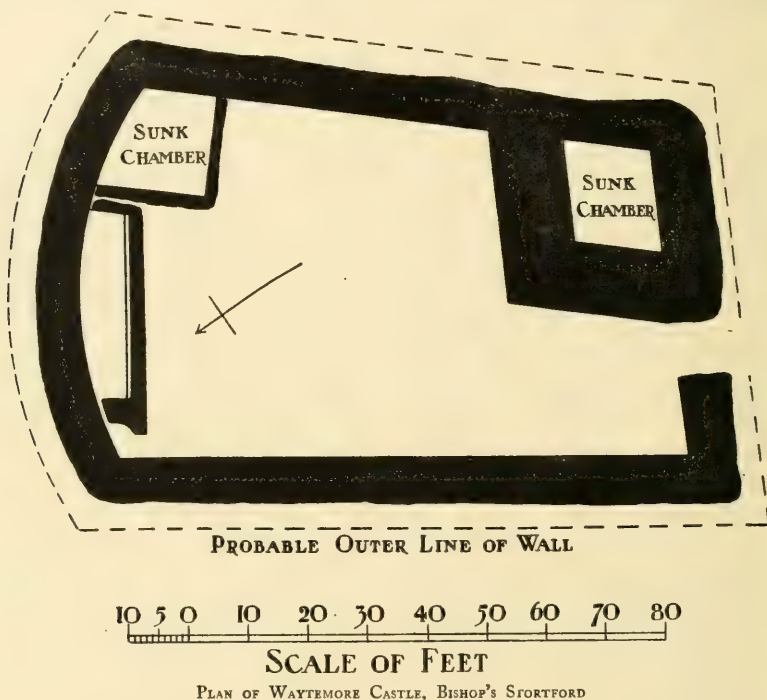 SUNK
CHAMBER
SUNK
CHAMBER
PROBABLE OUTER LINE OF WALL
10 5 0 10 20 30 40 50 60 70 80
SCALE OF FEET
PLAN OF WAYTEMORE CASTLE, BISHOP'S STORTFORD